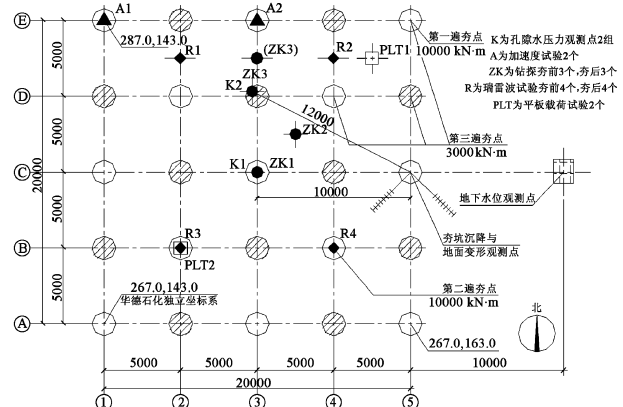 E
A1
A2
287.0,143.0
R1
(ZK3)
R2
PLT1
第一遍夯点
10000 kN·m
K为孔隙水压力观测点2组
A为加速度试验2个
ZK为钻探夯前3个,夯后3个
R为瑞雷波试验夯前4个,夯后4个
PLT为平板载荷试验2个
5000
D
K2
ZK3
12000
ZK2
第三遍夯点
3000kN·m
5000
20000
C
K1
ZK1
10000
地下水位观测点
5000
夯坑沉降与
地面变形观测点
B
R3
PLT2
R4
5000
267.0,143.0
华德石化独立坐标系
第二遍夯点
10000 kN·m
北
A
267.0,163.0
5000
5000
5000
5000
10000
20000
1
2
3
4
5